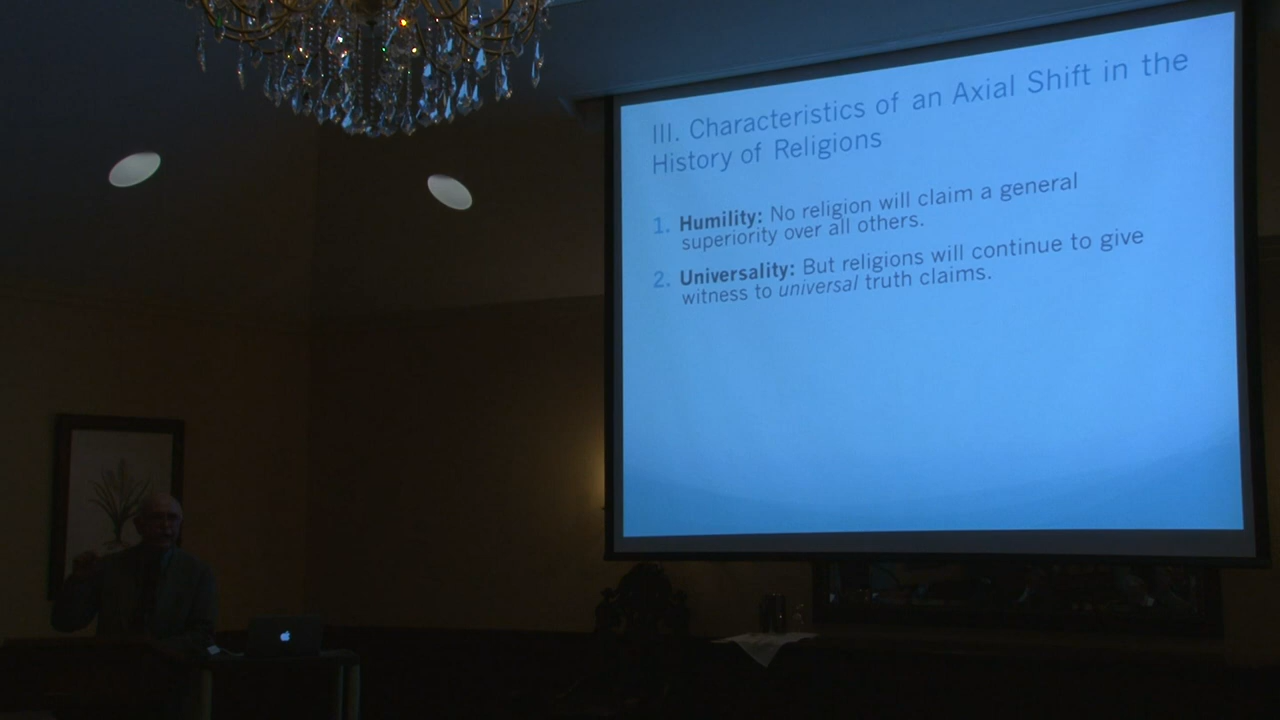 III. Characteristics of an Axial Shift in the
History of Religions
1. Humility: No religion will claim a general
superiority over all others.
2. Universality: But religions will continue to give
witness to universal truth claims.